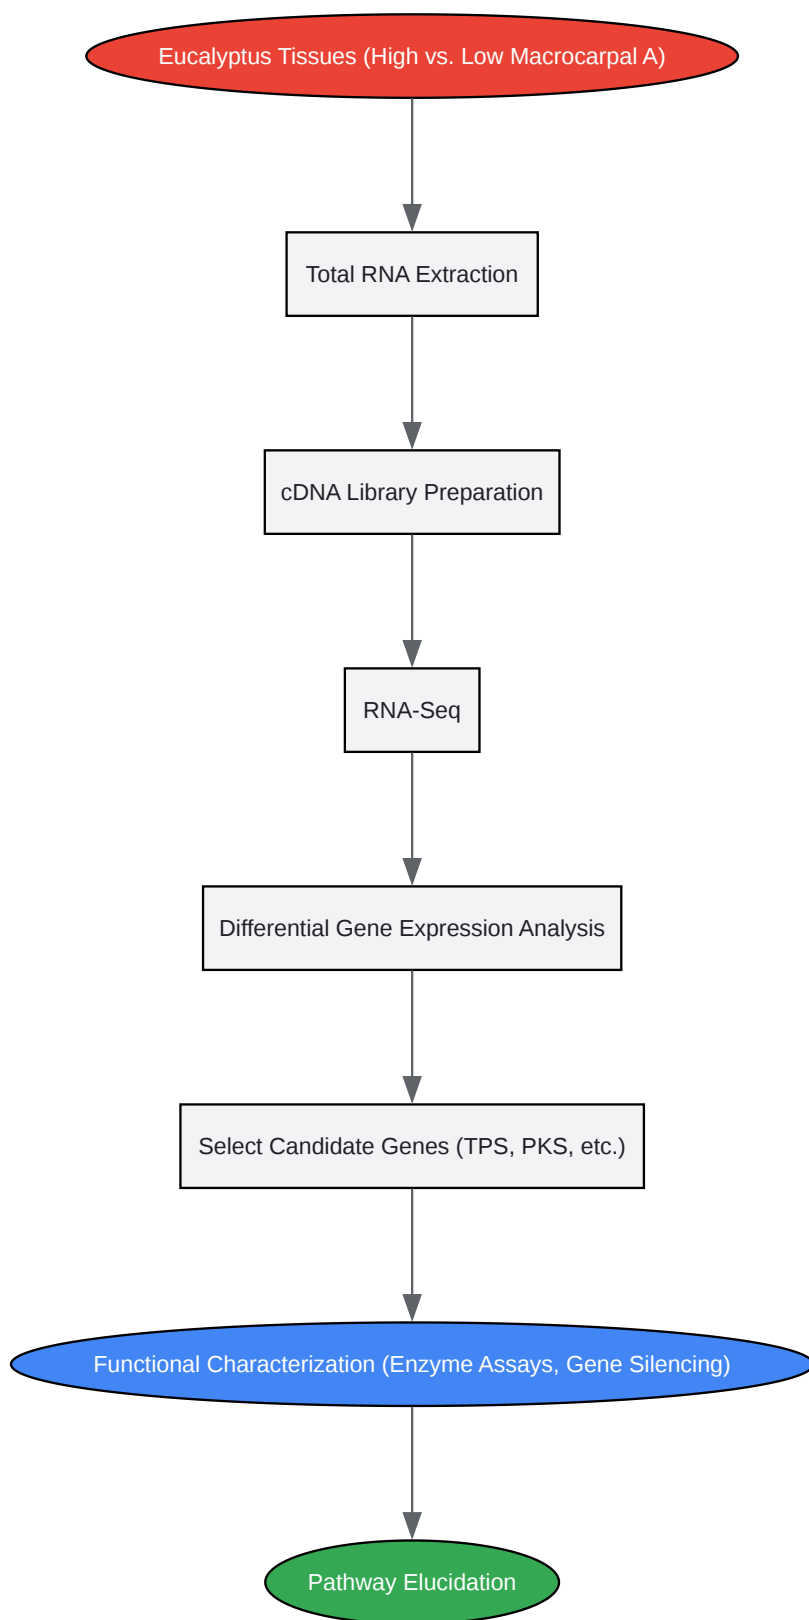 Eucalyptus Tissues (High vs. Low Macrocarpal A)
Total RNA Extraction
cDNA Library Preparation
RNA-Seq
Differential Gene Expression Analysis
Select Candidate Genes (TPS, PKS, etc.)
Functional Characterization (Enzyme Assays, Gene Silencing)
Pathway Elucidation